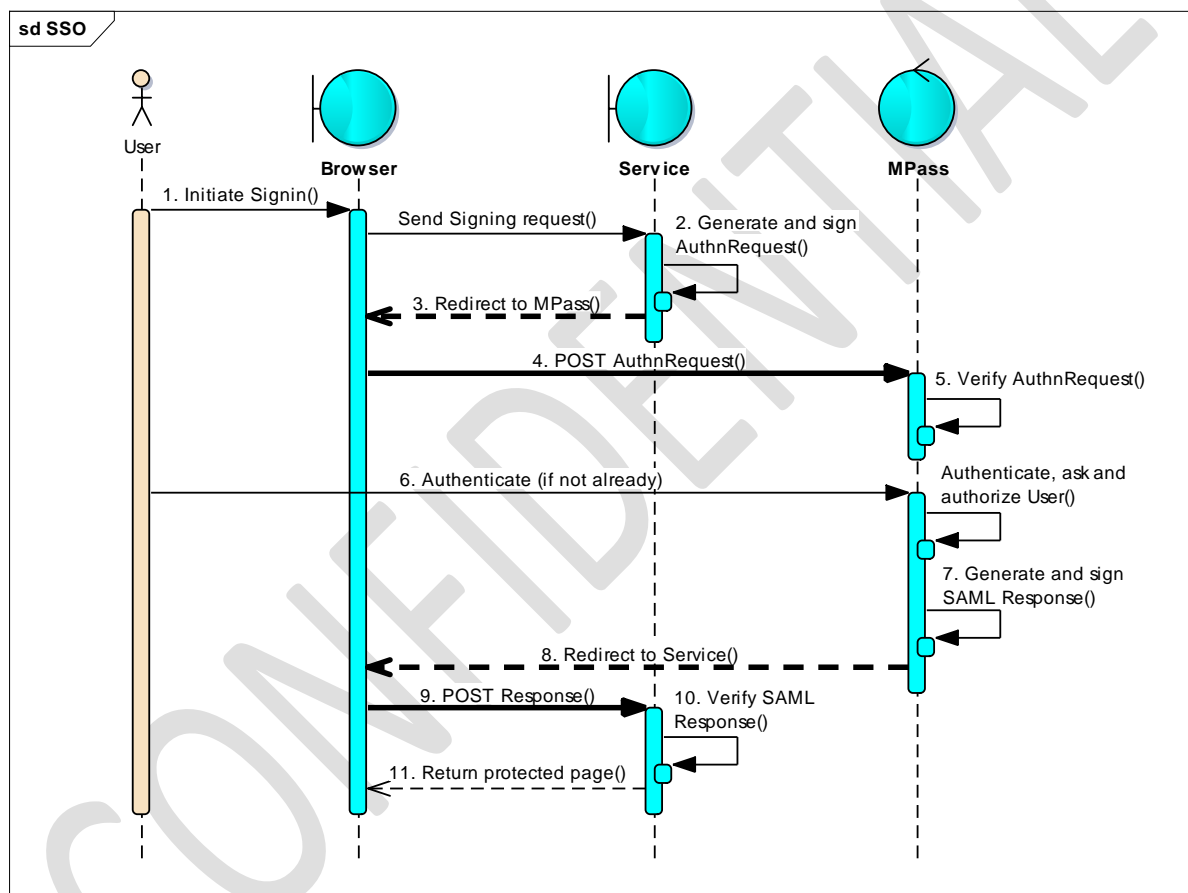 sd SSO
User
Browser
Service
MPass
1. Initiate Signin()
Send Signing request()
2. Generate and sign
AuthnRequest()
3. Redirect to MPass()
4. POST AuthnRequest()
5. Verify AuthnRequest()
6. Authenticate (if not already)
Authenticate, ask and
authorize User()
7. Generate and sign
SAML Response()
8. Redirect to Service()
9. POST Response()
10. Verify SAML
Response()
11. Return protected page()
CONFIDENTIAL